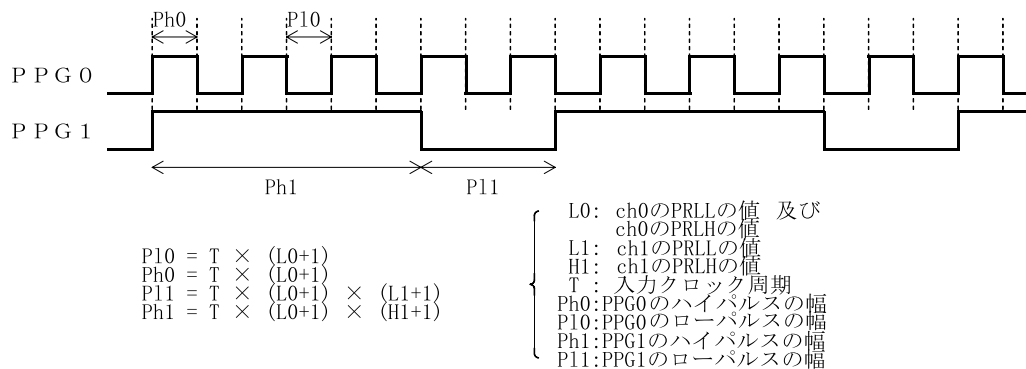 Ph0 Pl0
ＰＰＧ０
ＰＰＧ１
Ph1 Pl1
Pl0 = T × (L0+1)
Ph0 = T × (L0+1)
Pl1 = T × (L0+1) × (L1+1)
Ph1 = T × (L0+1) × (H1+1)
L0: ch0のPRLLの値 及び
ch0のPRLHの値
L1: ch1のPRLLの値
H1: ch1のPRLHの値
T : 入力クロック周期
Ph0:PPG0のハイパルスの幅
Pl0:PPG0のローパルスの幅
Ph1:PPG1のハイパルスの幅
Pl1:PPG1のローパルスの幅